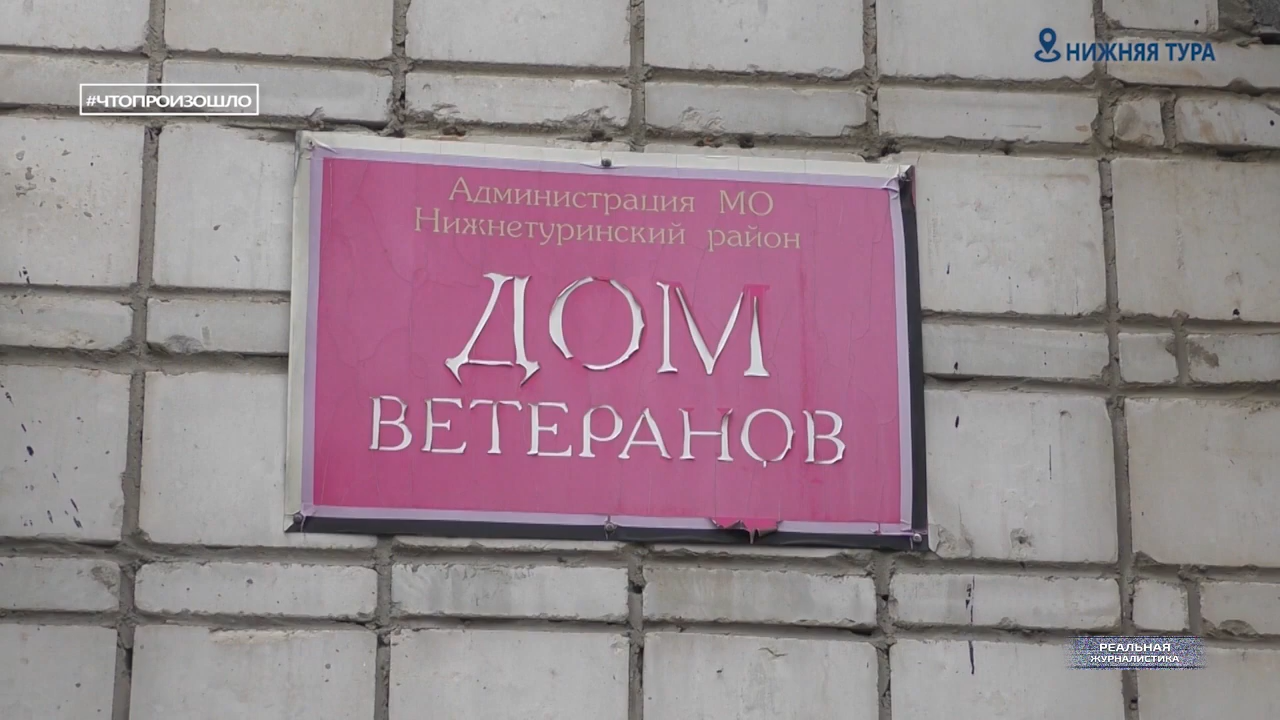 НИЖНЯЯ ТУРА
#ЧТОПРОИЗОШЛО
Администрация МО
Нижнетуринский район
ДОМ
ВЕТЕРАНОВ
РЕАЛЬНАЯ
ЖУРНАЛИСТИКА